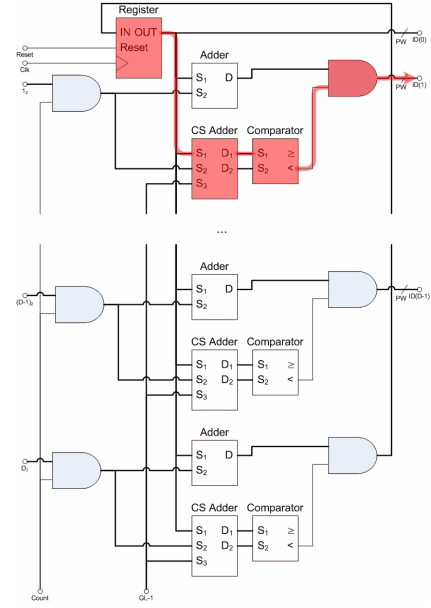 Register
IN OUT
Reset
Reset
Clk
PW ID(0)
Adder
S1 D
S2
PW ID(1)
12
CS Adder Comparator
S1 D1 S1 ≥
S2 D2 S2 <
S3
...
Adder
S1 D
S2
(D-1)2
PW ID(D-1)
CS Adder Comparator
S1 D1 S1 ≥
S2 D2 S2 <
S3
Adder
S1 D
S2
D2
CS Adder Comparator
S1 D1 S1 ≥
S2 D2 S2 <
S3
Count GL-1